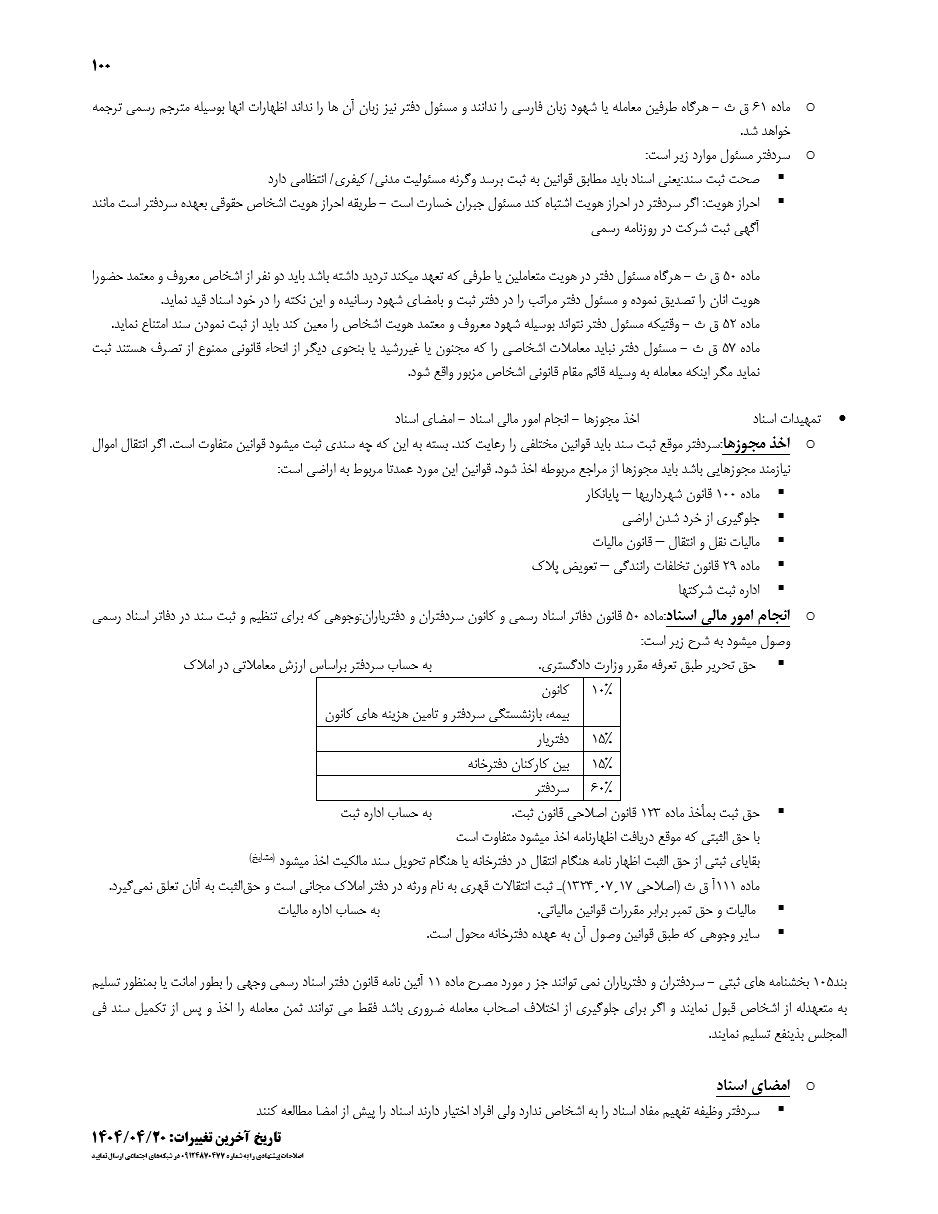 ۱۰۰
○ ماده ۶۱ ق ث – هرگاه طرفین معامله یا شهود زبان فارسی را ندانند و مسئول دفتر نیز زبان آن ها را نداند اظهارات انها بوسیله مترجم رسمی ترجمه
خواهد شد.
○ سردفتر مسئول موارد زیر است:
▪ صحت ثبت سند:یعنی اسناد باید مطابق قوانین به ثبت برسد وگرنه مسئولیت مدنی/ کیفری/ انتظامی دارد
▪ احراز هویت: اگر سردفتر در احراز هویت اشتباه کند مسئول جبران خسارت است – طریقه احراز هویت اشخاص حقوقی بعهده سردفتر است مانند
آگهی ثبت شرکت در روزنامه رسمی
ماده ۵۰ ق ث – هرگاه مسئول دفتر در هویت متعاملین یا طرفی که تعهد میکند تردید داشته باشد باید دو نفر از اشخاص معروف و معتمد حضورا
هویت انان را تصدیق نموده و مسئول دفتر مراتب را در دفتر ثبت و بامضای شهود رسانیده و این نکته را در خود اسناد قید نماید.
ماده ۵۲ ق ث – وقتیکه مسئول دفتر نتواند بوسیله شهود معروف و معتمد هویت اشخاص را معین کند باید از ثبت نمودن سند امتناع نماید.
ماده ۵۷ ق ث – مسئول دفتر نباید معاملات اشخاصی را که مجنون یا غیررشید یا بنحوی دیگر از انحاء قانونی ممنوع از تصرف هستند ثبت
نماید مگر اینکه معامله به وسیله قائم مقام قانونی اشخاص مزبور واقع شود.
• تمهیدات اسناد اخذ مجوزها – انجام امور مالی اسناد – امضای اسناد
○ اخذ مجوزها:سردفتر موقع ثبت سند باید قوانین مختلفی را رعایت کند. بسته به این که چه سندی ثبت میشود قوانین متفاوت است. اگر انتقال اموال
نیازمند مجوزهایی باشد باید مجوزها از مراجع مربوطه اخذ شود. قوانین این مورد عمدتا مربوط به اراضی است:
▪ ماده ۱۰۰ قانون شهرداریها – پایانکار
▪ جلوگیری از خرد شدن اراضی
▪ مالیات نقل و انتقال – قانون مالیات
▪ ماده ۲۹ قانون تخلفات رانندگی – تعویض پلاک
▪ اداره ثبت شرکتها
○ انجام امور مالی اسناد:ماده ۵۰ قانون دفاتر اسناد رسمی و کانون سردفتران و دفتریاران:وجوهی که برای تنظیم و ثبت سند در دفاتر اسناد رسمی
وصول میشود به شرح زیر است:
▪ حق تحریر طبق تعرفه مقرر وزارت دادگستری. به حساب سردفتر براساس ارزش معاملاتی در املاک
۱۰٪ کانون
بیمه، بازنشستگی سردفتر و تامین هزینه های کانون
۱۵٪ دفتریار
۱۵٪ بین کارکنان دفترخانه
۶۰٪ سردفتر
▪ حق ثبت بمأخذ ماده ۱۲۳ قانون اصلاحی قانون ثبت. به حساب اداره ثبت
با حق الثبتی که موقع دریافت اظهارنامه اخذ میشود متفاوت است
بقایای ثبتی از حق الثبت اظهار نامه هنگام انتقال در دفترخانه یا هنگام تحویل سند مالکیت اخذ میشود (مشایخ)
ماده ۱۱۱آ ق ث (اصلاحی ۱۷ˏ۰۷ˏ۱۳۲۴)ـ ثبت انتقالات قهری به نام ورثه در دفتر املاک مجانی است و حق‌الثبت به آنان تعلق نمی‌گیرد.
▪ مالیات و حق تمبر برابر مقررات قوانین مالیاتی. به حساب اداره مالیات
▪ سایر وجوهی که طبق قوانین وصول آن به عهده دفترخانه محول است.
بند۱۰۵ بخشنامه های ثبتی – سردفتران و دفتریاران نمی توانند جز ر مورد مصرح ماده ۱۱ آئین نامه قانون دفتر اسناد رسمی وجهی را بطور امانت یا بمنظور تسلیم
به متعهدله از اشخاص قبول نمایند و اگر برای جلوگیری از اختلاف اصحاب معامله ضروری باشد فقط می توانند ثمن معامله را اخذ و پس از تکمیل سند فی
المجلس بذینفع تسلیم نمایند.
○ امضای اسناد
▪ سردفتر وظیفه تفهیم مفاد اسناد را به اشخاص ندارد ولی افراد اختیار دارند اسناد را پیش از امضا مطالعه کنند
تاریخ آخرین تغییرات: ۱۴۰۴/۰۴/۲۰
اصلاحات پیشنهادی را به شماره ۰۹۱۲۴۸۷۰۴۷۷ در شبکه‌های اجتماعی ارسال نمایید